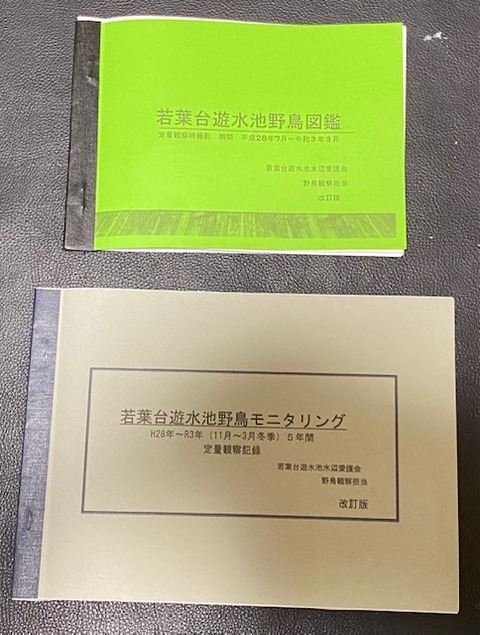 若葉台遊水池野鳥図鑑
定量観察時撮影 期間 平成28年7月～令和3年3月
若葉台遊水池水辺愛護会
野鳥観察担当
改訂版
若葉台遊水池野鳥モニタリング
H28年～R3年（11月～3月冬季）５年間
定量観察記録
若葉台遊水池水辺愛護会
野鳥観察担当
改訂版